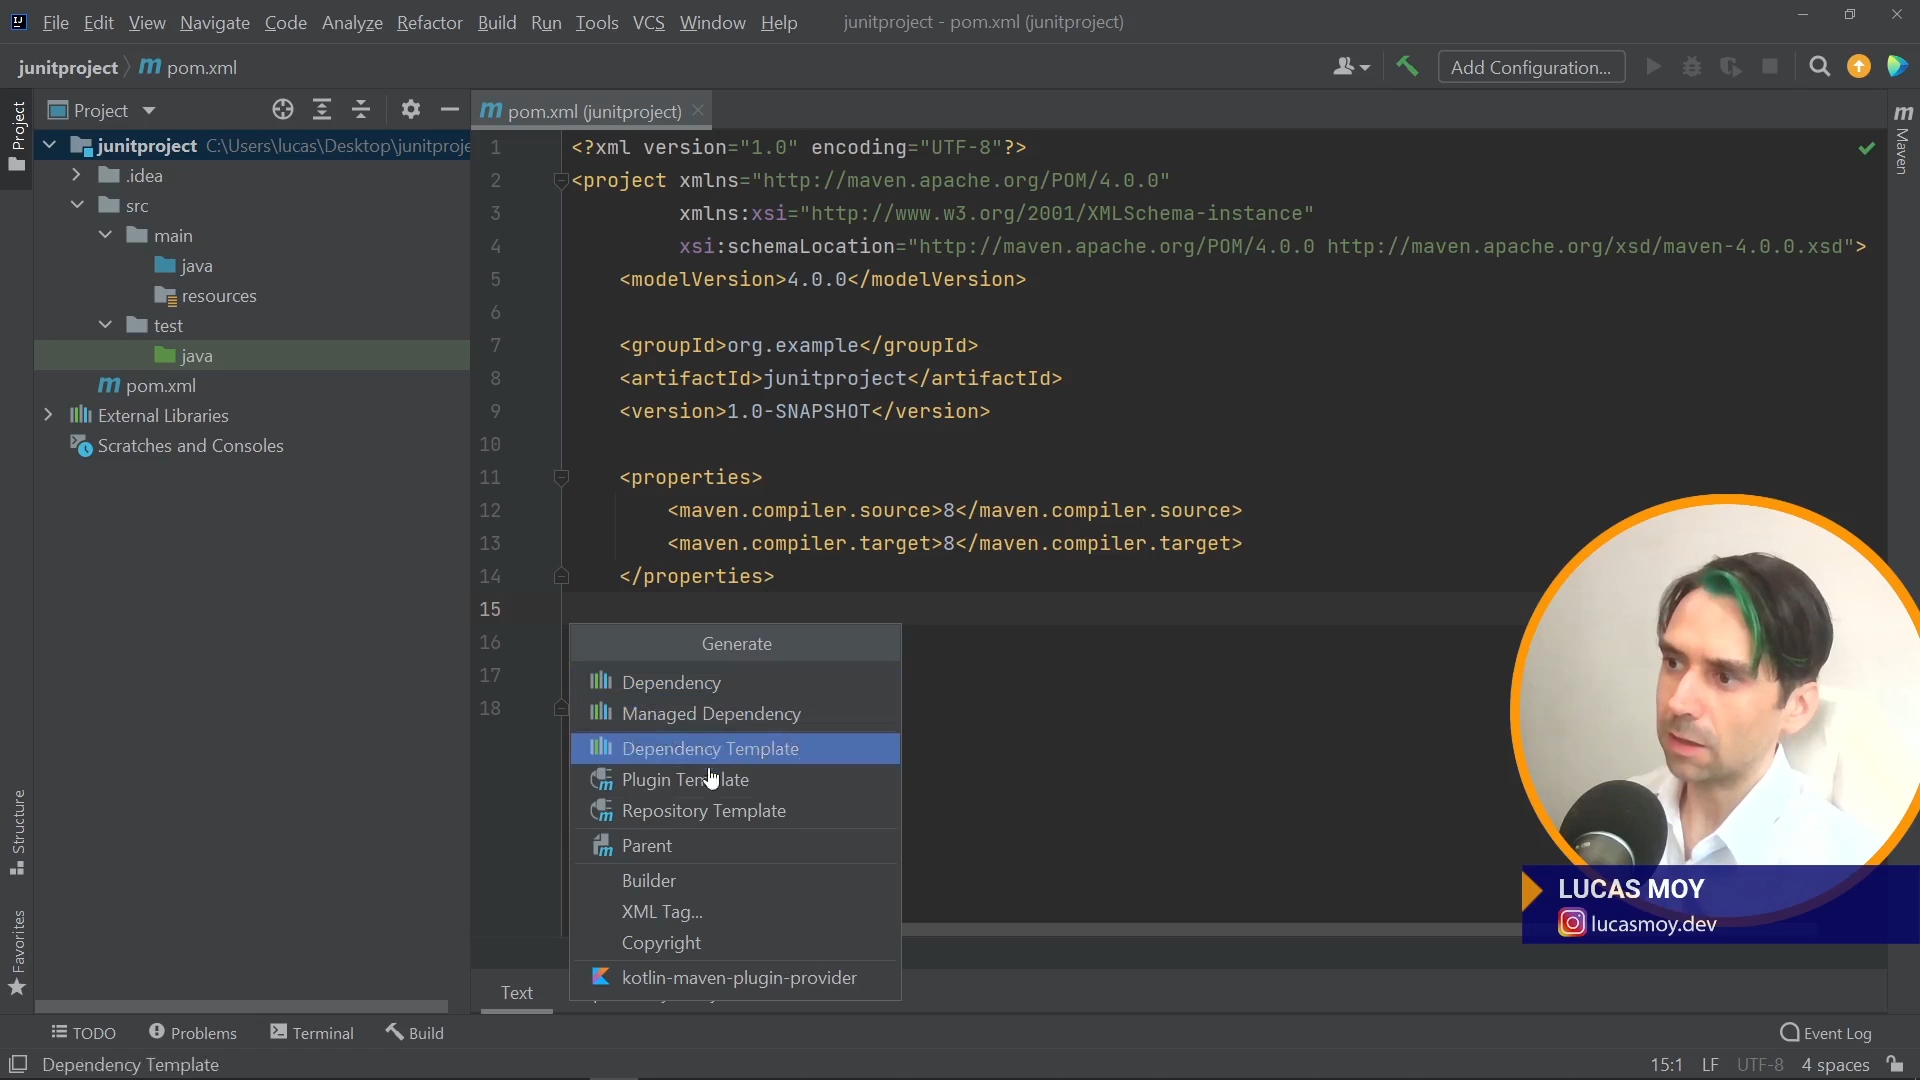 File Edit View Navigate Code Analyze Refactor Build Run Tools VCS Window Help junitproject - pom.xml (junitproject)
junitproject m pom.xml Add Configuration...
Project
Project
pom.xml (junitproject)
Maven
junitproject C:\Users\lucas\Desktop\junitproje
.idea
src
main
java
resources
test
java
pom.xml
External Libraries
Scratches and Consoles
1 <?xml version="1.0" encoding="UTF-8"?>
2 <project xmlns="http://maven.apache.org/POM/4.0.0"
3 xmlns:xsi="http://www.w3.org/2001/XMLSchema-instance"
4 xsi:schemaLocation="http://maven.apache.org/POM/4.0.0 http://maven.apache.org/xsd/maven-4.0.0.xsd">
5 <modelVersion>4.0.0</modelVersion>
6
7 <groupId>org.example</groupId>
8 <artifactId>junitproject</artifactId>
9 <version>1.0-SNAPSHOT</version>
10
11 <properties>
12 <maven.compiler.source>8</maven.compiler.source>
13 <maven.compiler.target>8</maven.compiler.target>
14 </properties>
15
16
17
18
Generate
Dependency
Managed Dependency
Dependency Template
Plugin Template
Repository Template
Parent
Builder
XML Tag...
Copyright
kotlin-maven-plugin-provider
LUCAS MOY
lucasmoy.dev
Structure
Favorites
Text
TODO Problems Terminal Build Event Log
Dependency Template 15:1 LF UTF-8 4 spaces